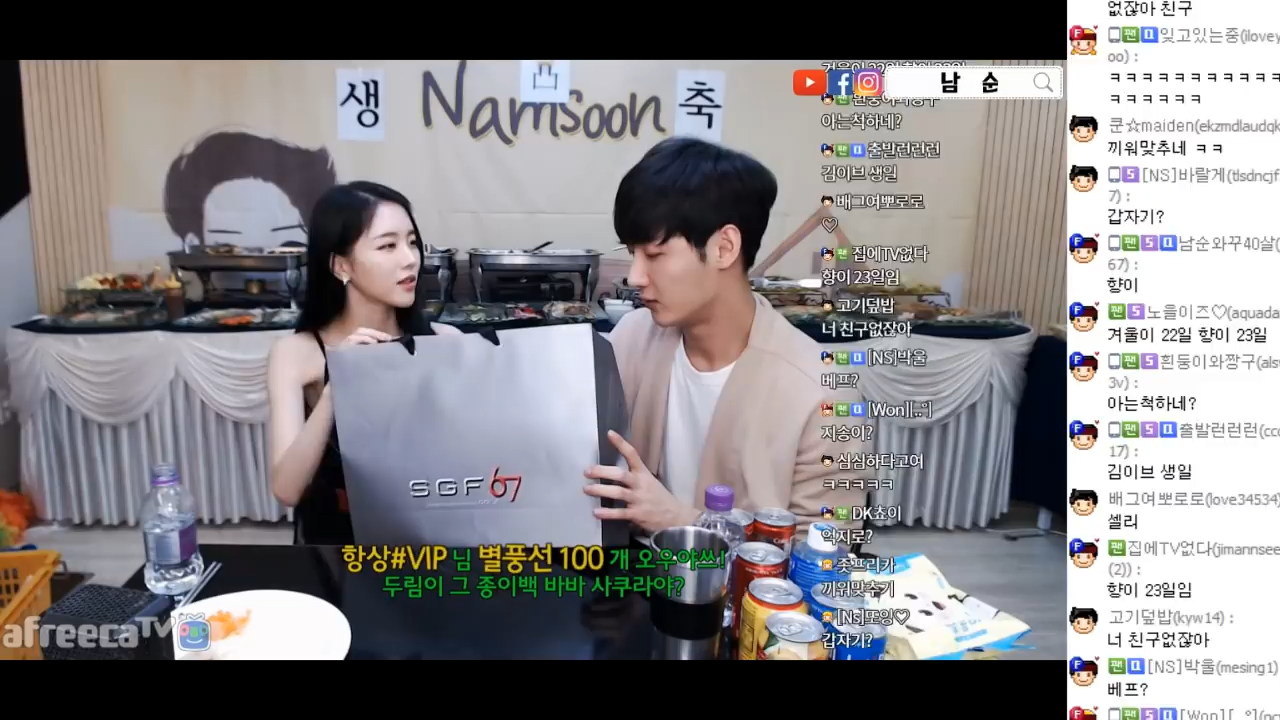 생 Namsoon 凸 축
남 순
아는척하네?
출발런런런
김이브 생일
배그여뽀로로
♡
집에TV없다
향이 23일임
고기덮밥
너 친구없잖아
[NS]박울
베프?
[Won][..°]
지승이?
심심하다고여
ㅋㅋㅋㅋㅋ
DK쇼이
억지로?
줏프리카
끼워맞추기
[NS]또잉♡
갑자기?
SGF67
항상#VIP 님 별풍선 100 개 오우야쓰!
두림이 그 종이백 바바 사쿠라야?
afreecaTV
없잖아 친구
잊고있는중(ilovey
oo) :
ㅋㅋㅋㅋㅋㅋㅋㅋㅋㅋㅋ
ㅋㅋㅋㅋㅋㅋ
쿤☆maiden(ekzmdlaudqk
끼워맞추네 ㅋㅋ
[NS]바랄게(tlsdncjf
7) :
갑자기?
남순와꾸40살(
67) :
향이
노을이즈♡(aquada
겨울이 22일 향이 23일
흰둥이와짱구(als
3v) :
아는척하네?
출발런런런(ccc
17) :
김이브 생일
배그여뽀로로(love34534)
셀리
집에TV없다(jimannsee
(2)) :
향이 23일임
고기덮밥(kyw14) :
너 친구없잖아
[NS]박울(mesing1) :
베프?